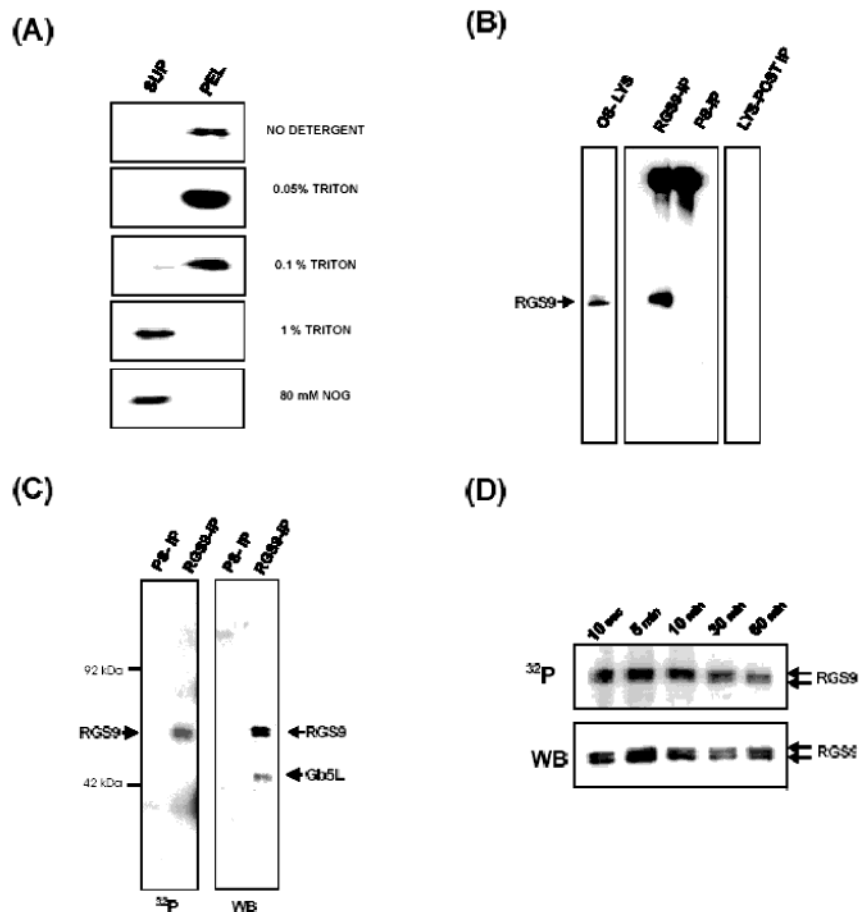 (A)
SUP PEL
NO DETERGENT
0.05% TRITON
0.1 % TRITON
1 % TRITON
80 mM NOG
(B)
OS- LYS RGS9-IP PS-IP LYS-POST IP
RGS9
(C)
PS- IP RGS9-IP PS- IP RGS9-IP
92 kDa
RGS9 RGS9
Gb5L
42 kDa
32P WB
(D)
10 sec 5 min 10 min 30 min 60 min
32P RGS9
WB RGS9